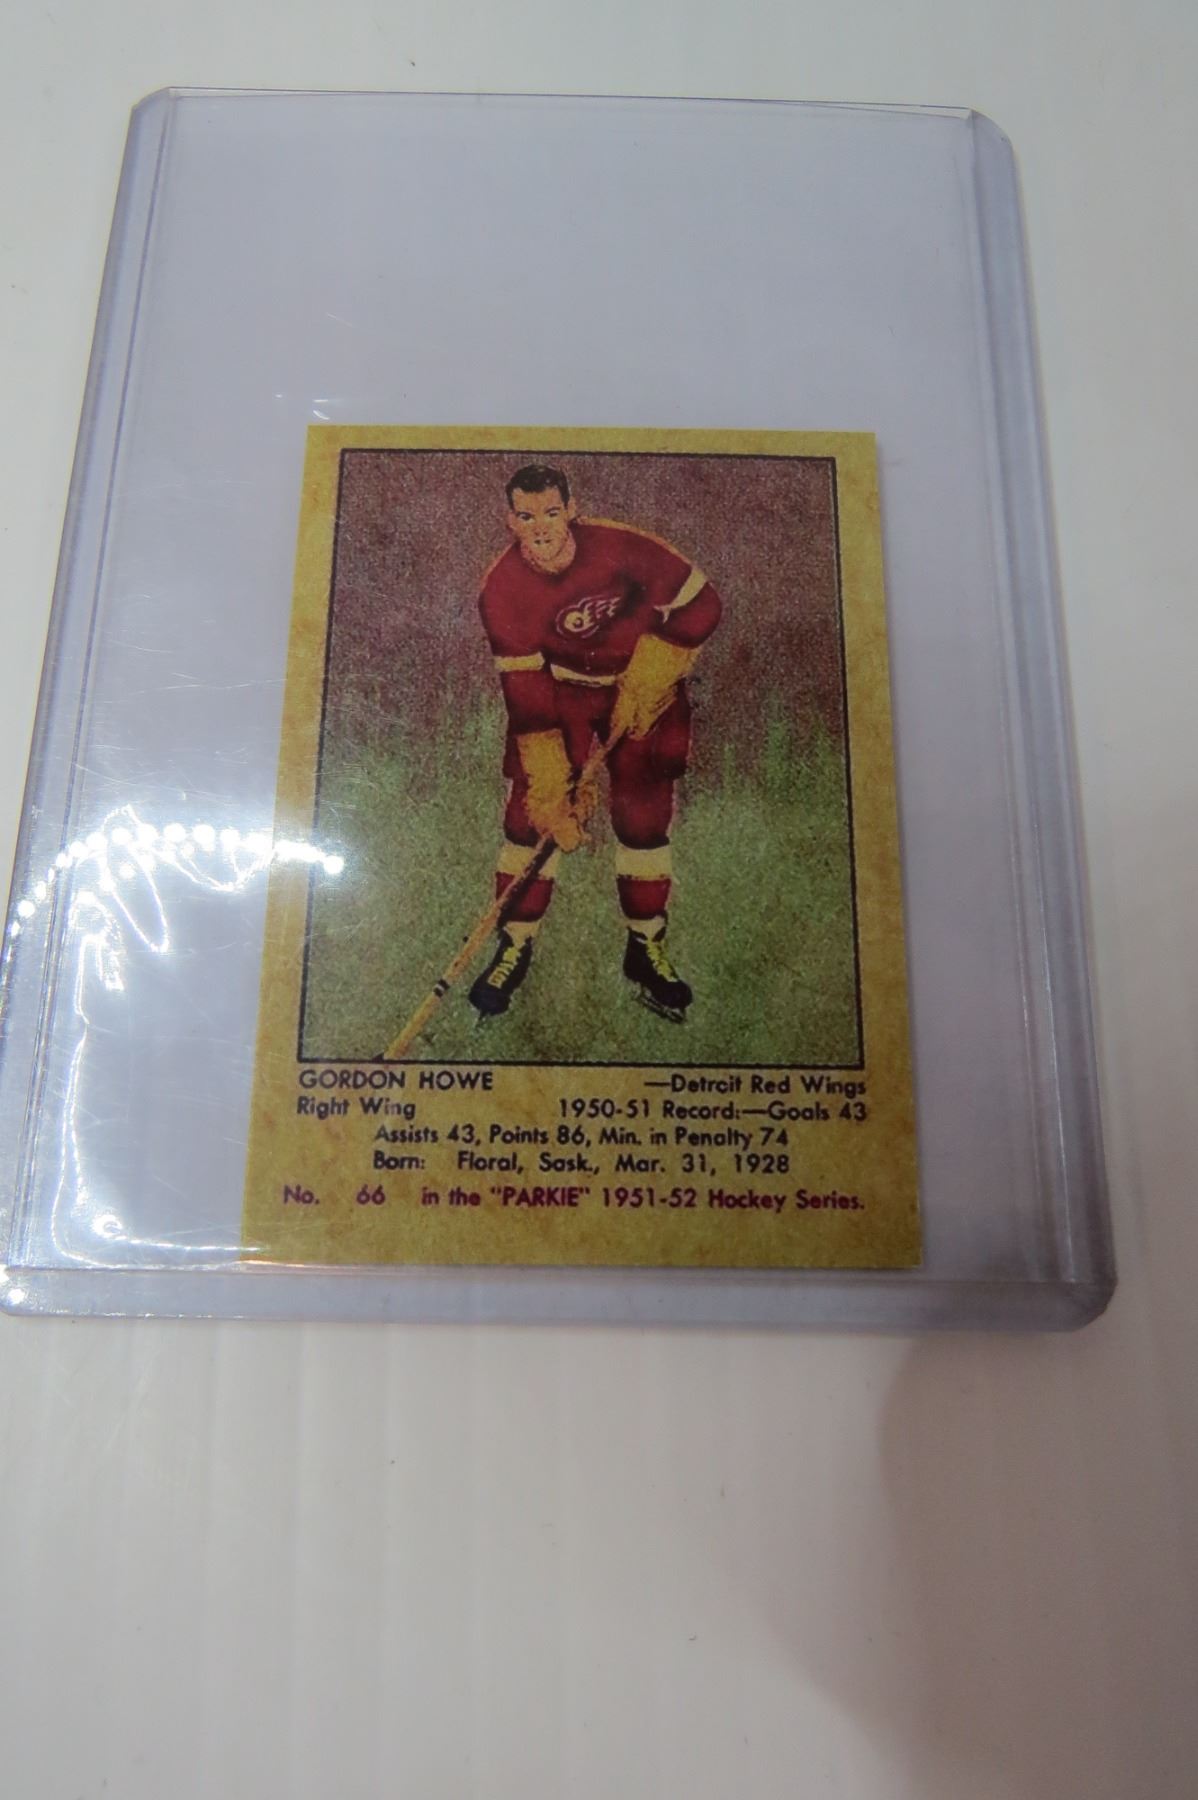 GORDON HOWE —Detroit Red Wings
Right Wing 1950-51 Record:—Goals 43
Assists 43, Points 86, Min. in Penalty 74
Born: Floral, Sask., Mar. 31, 1928
No. 66 in the "PARKIE" 1951-52 Hockey Series.